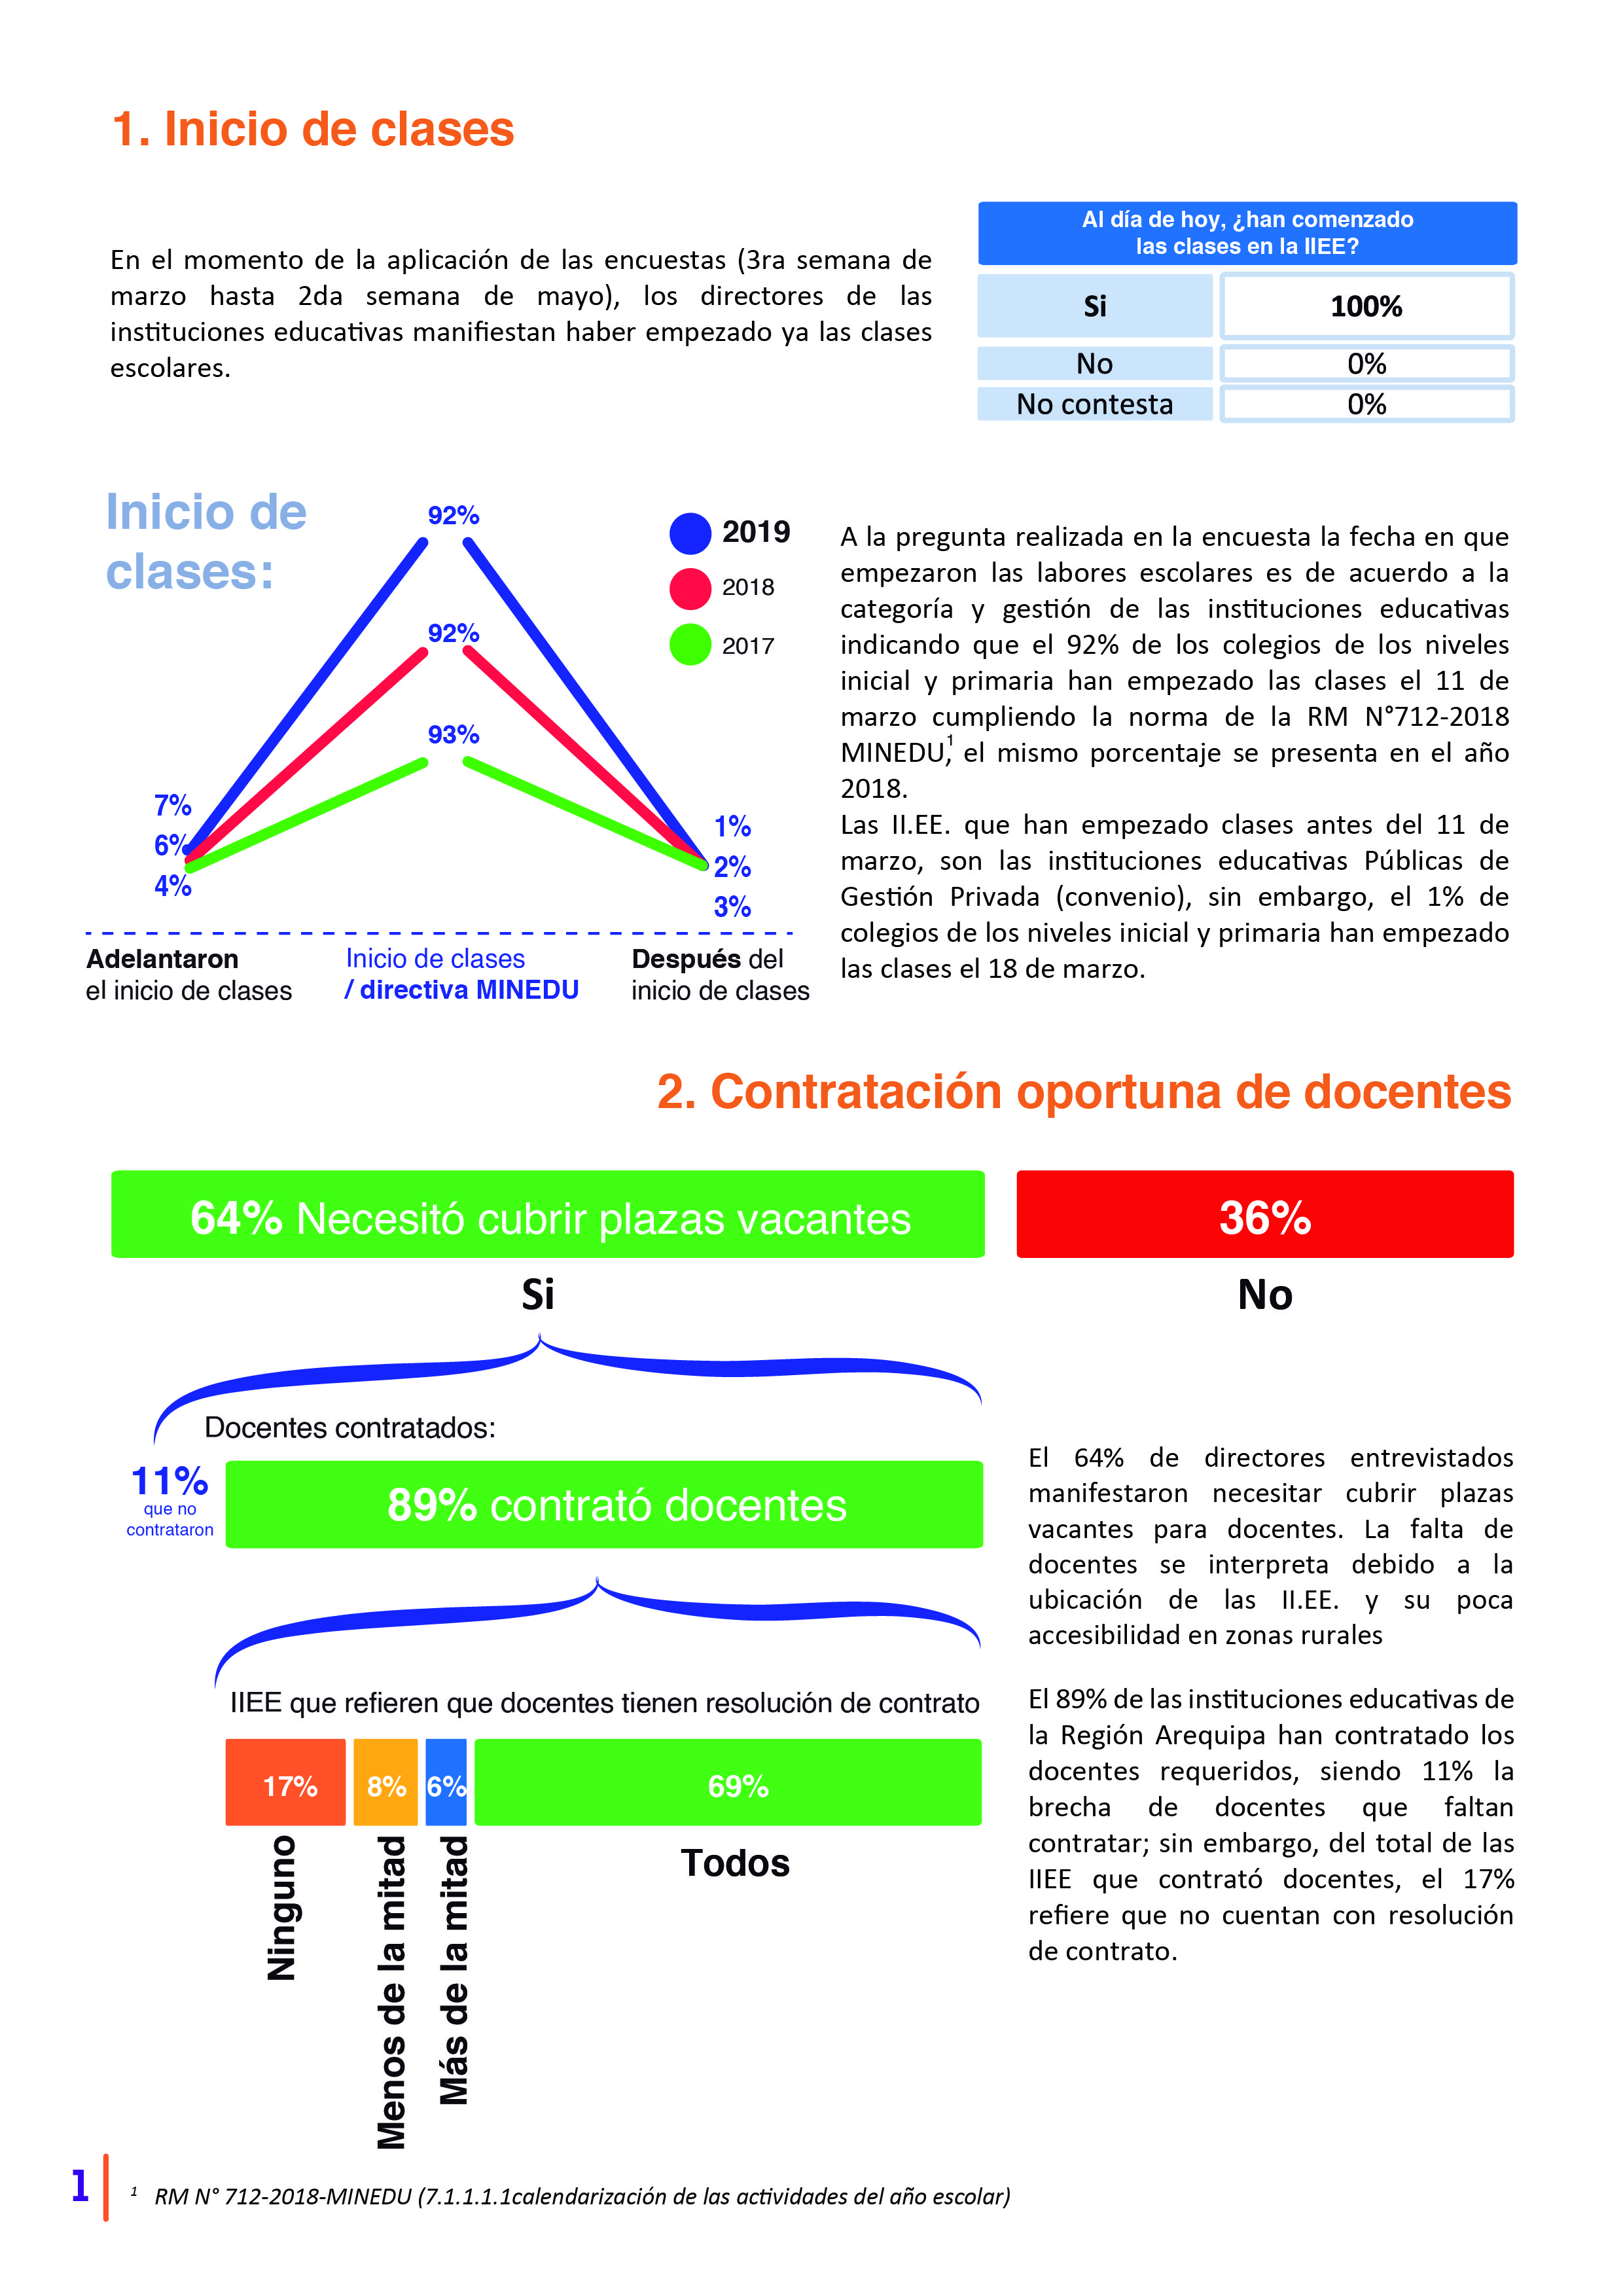 1. Inicio de clases
En el momento de la aplicación de las encuestas (3ra semana de
marzo hasta 2da semana de mayo), los directores de las
instituciones educativas manifiestan haber empezado ya las clases
escolares.
Al día de hoy, ¿han comenzado
las clases en la IIEE?
Si 100%
No 0%
No contesta 0%
Inicio de
clases:
92%
92%
93%
7%
6%
4%
1%
2%
3%
2019
2018
2017
Adelantaron
el inicio de clases
Inicio de clases
/ directiva MINEDU
Después del
inicio de clases
A la pregunta realizada en la encuesta la fecha en que
empezaron las labores escolares es de acuerdo a la
categoría y gestión de las instituciones educativas
indicando que el 92% de los colegios de los niveles
inicial y primaria han empezado las clases el 11 de
marzo cumpliendo la norma de la RM N°712-2018
MINEDU,1 el mismo porcentaje se presenta en el año
2018.
Las II.EE. que han empezado clases antes del 11 de
marzo, son las instituciones educativas Públicas de
Gestión Privada (convenio), sin embargo, el 1% de
colegios de los niveles inicial y primaria han empezado
las clases el 18 de marzo.
2. Contratación oportuna de docentes
64% Necesitó cubrir plazas vacantes
36%
Si
No
Docentes contratados:
11%
que no
contrataron
89% contrató docentes
IIEE que refieren que docentes tienen resolución de contrato
17% 8% 6% 69%
Ninguno
Menos de la mitad
Más de la mitad
Todos
El 64% de directores entrevistados
manifestaron necesitar cubrir plazas
vacantes para docentes. La falta de
docentes se interpreta debido a la
ubicación de las II.EE. y su poca
accesibilidad en zonas rurales
El 89% de las instituciones educativas de
la Región Arequipa han contratado los
docentes requeridos, siendo 11% la
brecha de docentes que faltan
contratar; sin embargo, del total de las
IIEE que contrató docentes, el 17%
refiere que no cuentan con resolución
de contrato.
1
1 RM N° 712-2018-MINEDU (7.1.1.1.1calendarización de las actividades del año escolar)